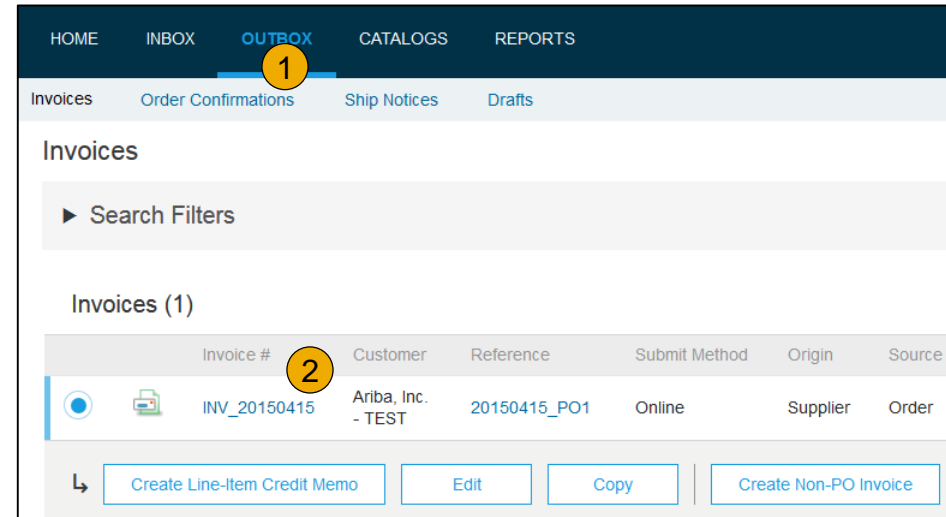 HOME INBOX OUTBOX CATALOGS REPORTS
1
Invoices Order Confirmations Ship Notices Drafts
Invoices
► Search Filters
Invoices (1)
Invoice # Customer Reference Submit Method Origin Source
2
INV_20150415 Ariba, Inc. - TEST 20150415_PO1 Online Supplier Order
Create Line-Item Credit Memo Edit Copy Create Non-PO Invoice